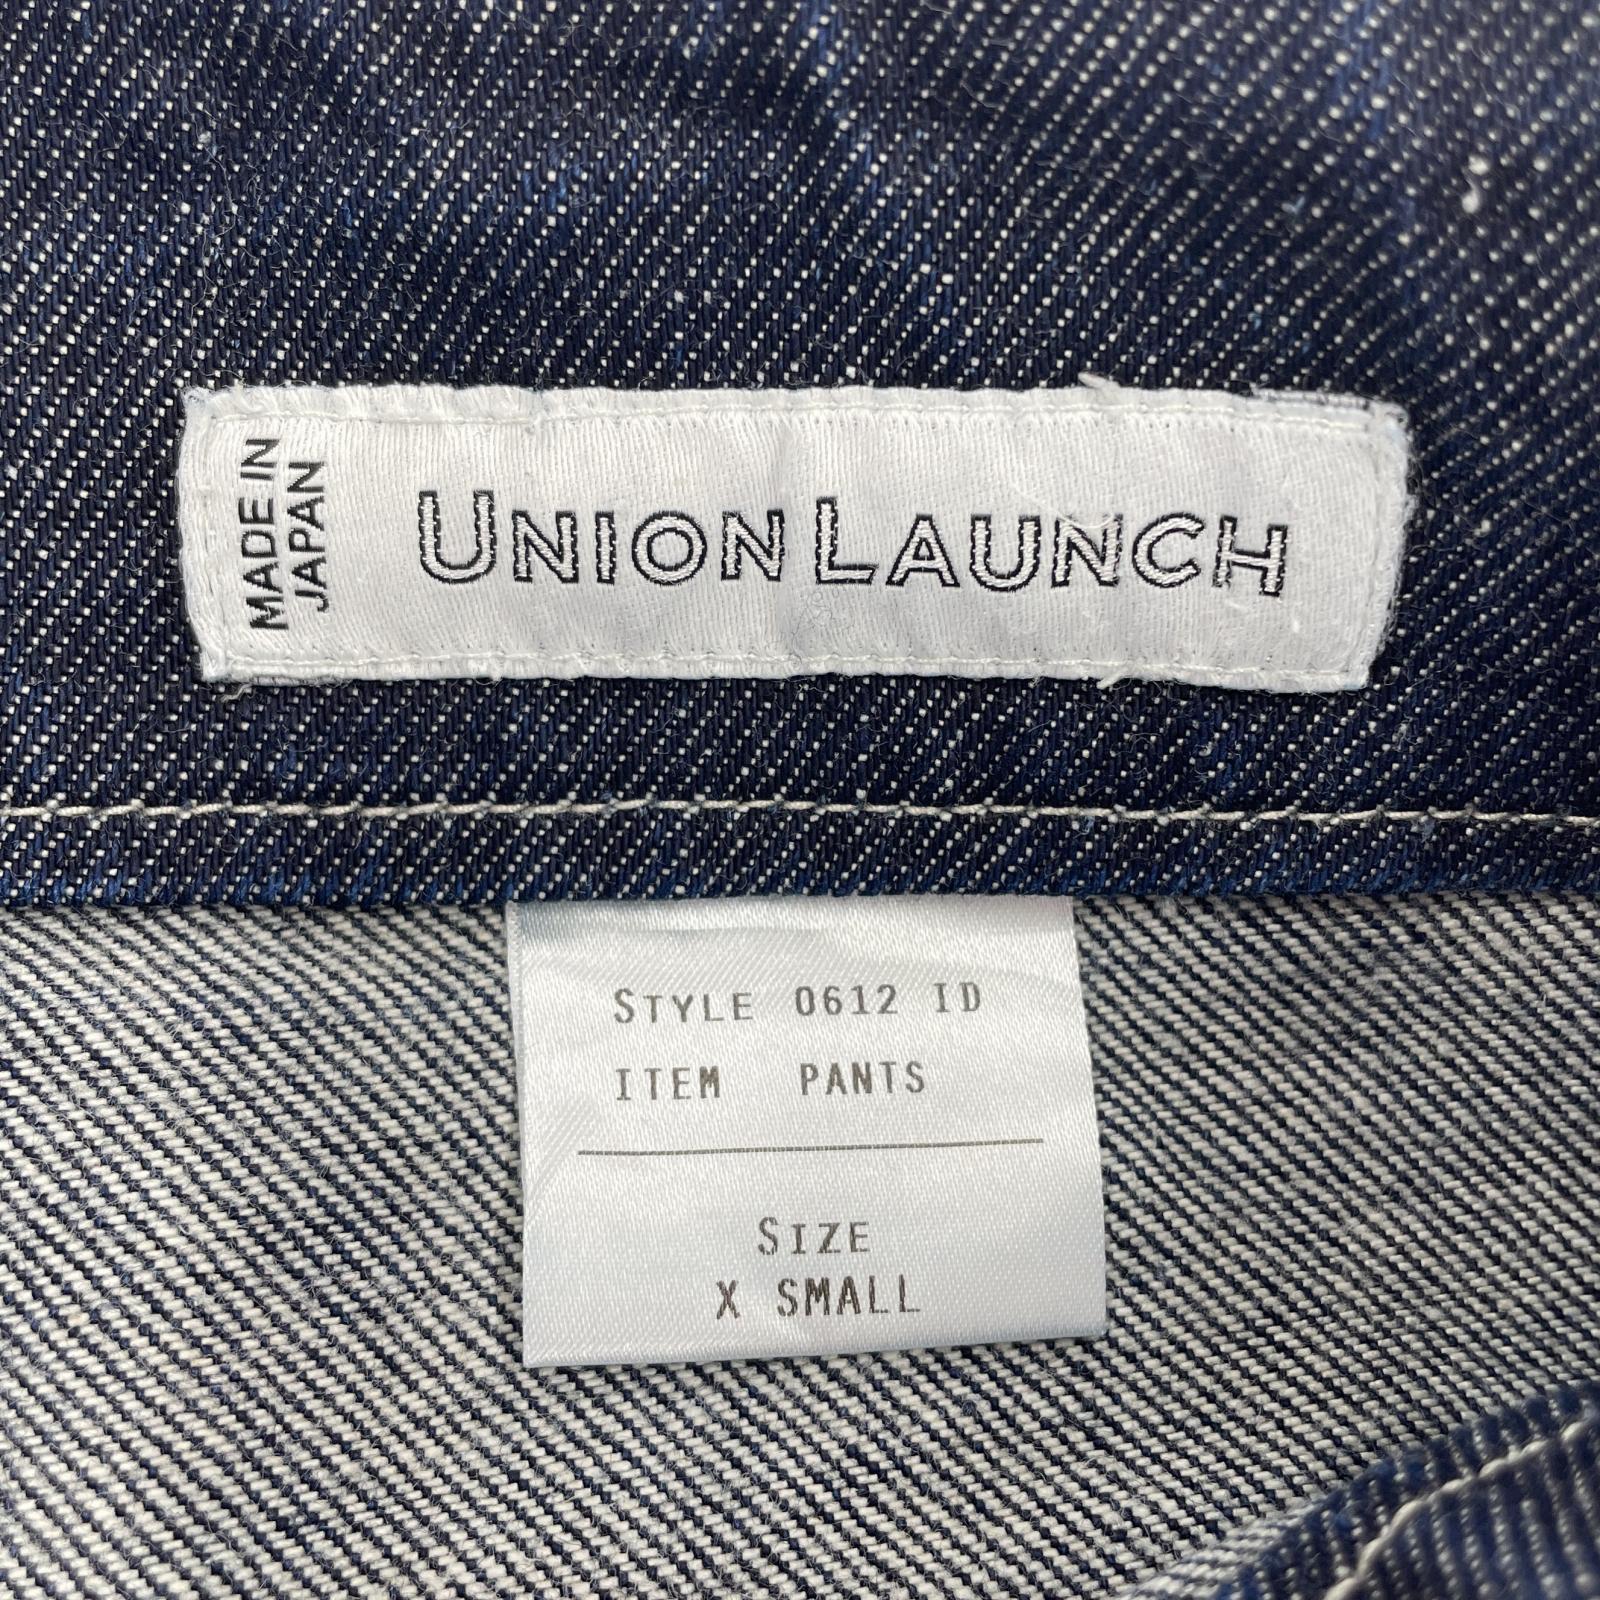 MADE IN
JAPAN
UNION LAUNCH
STYLE 0612 ID
ITEM PANTS
SIZE
X SMALL